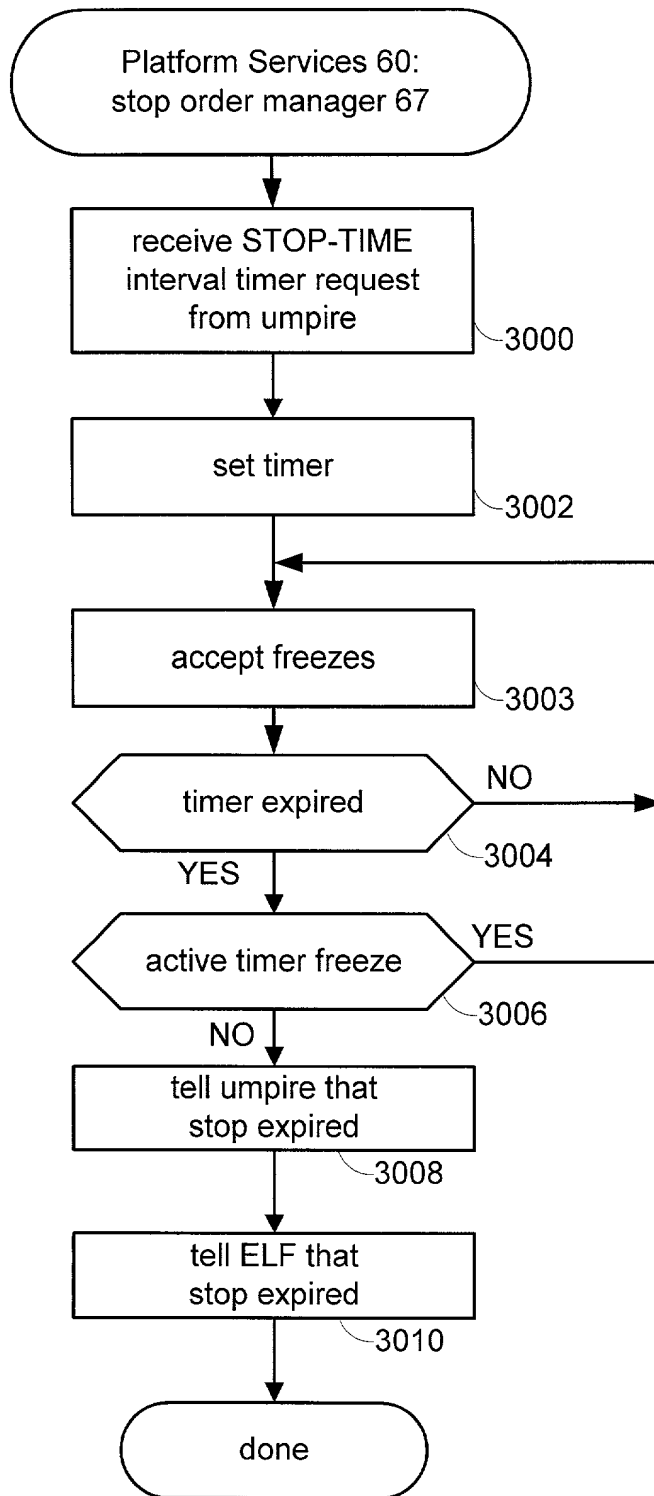 Platform Services 60:
stop order manager 67
receive STOP-TIME
interval timer request
from umpire
3000
set timer
3002
accept freezes
3003
timer expired
NO
3004
YES
active timer freeze
YES
3006
NO
tell umpire that
stop expired
3008
tell ELF that
stop expired
3010
done